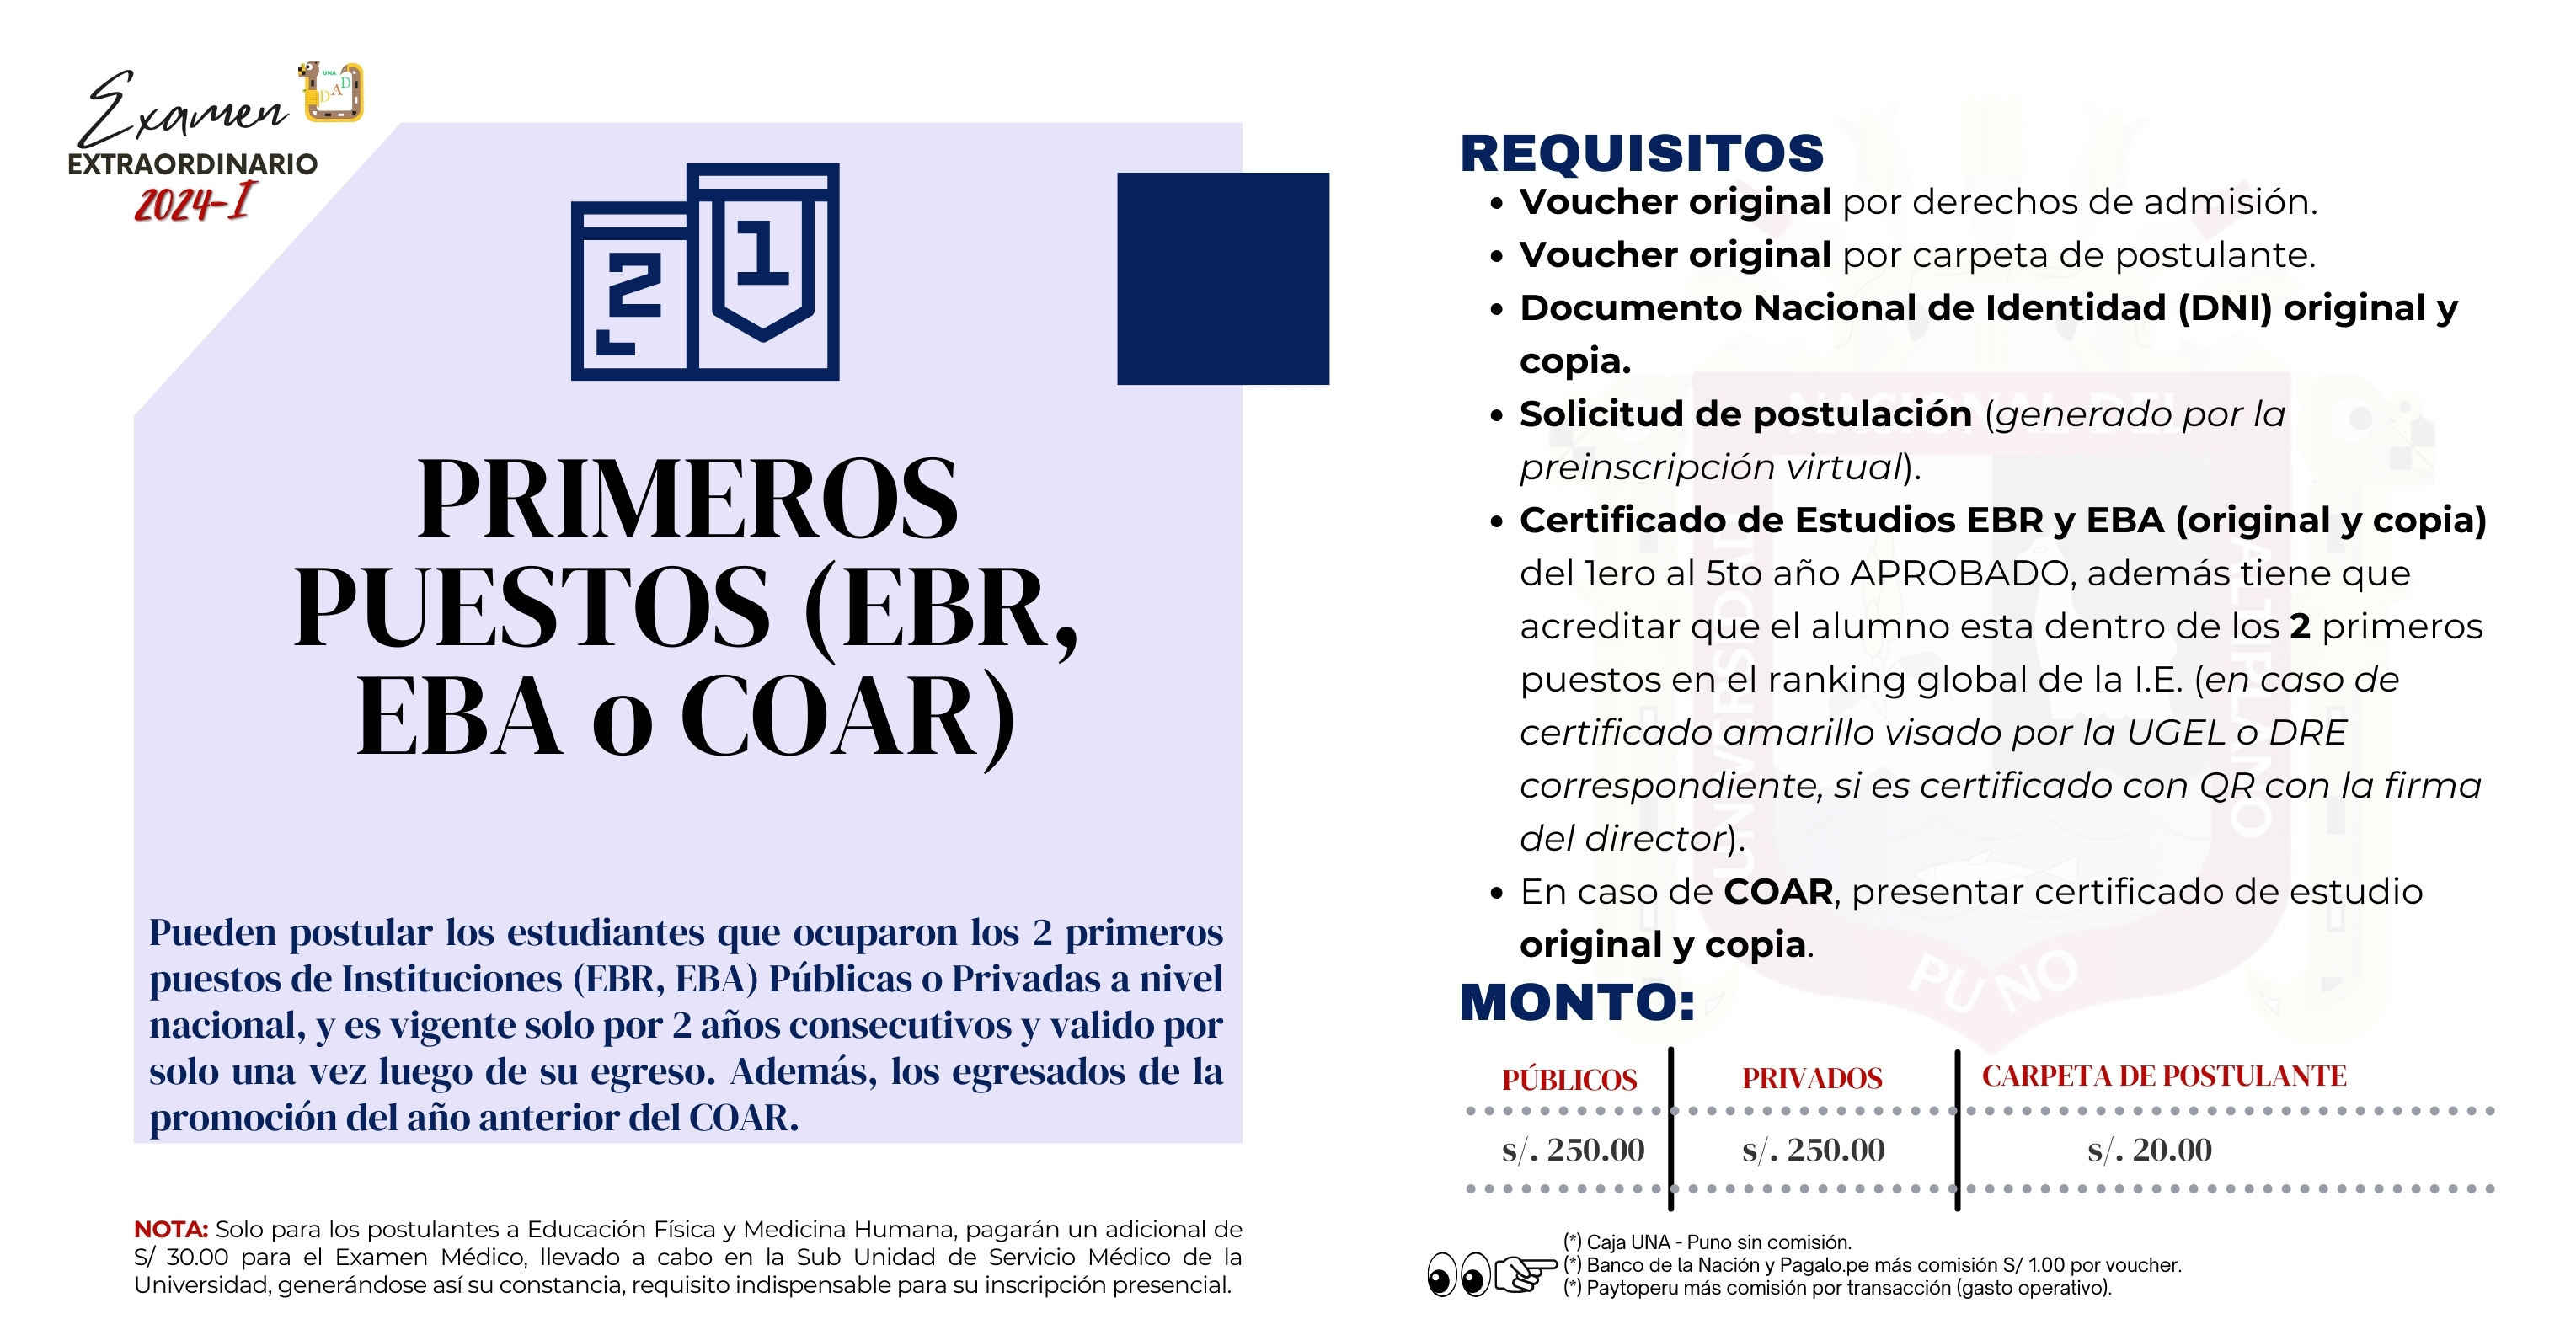 Examen
UNA
DAD
EXTRAORDINARIO
2024-I
2
1
PRIMEROS
PUESTOS (EBR,
EBA o COAR)
Pueden postular los estudiantes que ocuparon los 2 primeros
puestos de Instituciones (EBR, EBA) Públicas o Privadas a nivel
nacional, y es vigente solo por 2 años consecutivos y valido por
solo una vez luego de su egreso. Además, los egresados de la
promoción del año anterior del COAR.
NOTA: Solo para los postulantes a Educación Física y Medicina Humana, pagarán un adicional de
S/ 30.00 para el Examen Médico, llevado a cabo en la Sub Unidad de Servicio Médico de la
Universidad, generándose así su constancia, requisito indispensable para su inscripción presencial.
REQUISITOS
• Voucher original por derechos de admisión.
• Voucher original por carpeta de postulante.
• Documento Nacional de Identidad (DNI) original y
copia.
• Solicitud de postulación (generado por la
preinscripción virtual).
• Certificado de Estudios EBR y EBA (original y copia)
del 1ero al 5to año APROBADO, además tiene que
acreditar que el alumno esta dentro de los 2 primeros
puestos en el ranking global de la I.E. (en caso de
certificado amarillo visado por la UGEL o DRE
correspondiente, si es certificado con QR con la firma
del director).
• En caso de COAR, presentar certificado de estudio
original y copia.
UNIVERSIDAD
NACIONAL DEL
ALTIPLANO
PUNO
MONTO:
PÚBLICOS PRIVADOS CARPETA DE POSTULANTE
s/. 250.00 s/. 250.00 s/. 20.00
(*) Caja UNA - Puno sin comisión.
(*) Banco de la Nación y Pagalo.pe más comisión S/ 1.00 por voucher.
(*) Paytoperu más comisión por transacción (gasto operativo).